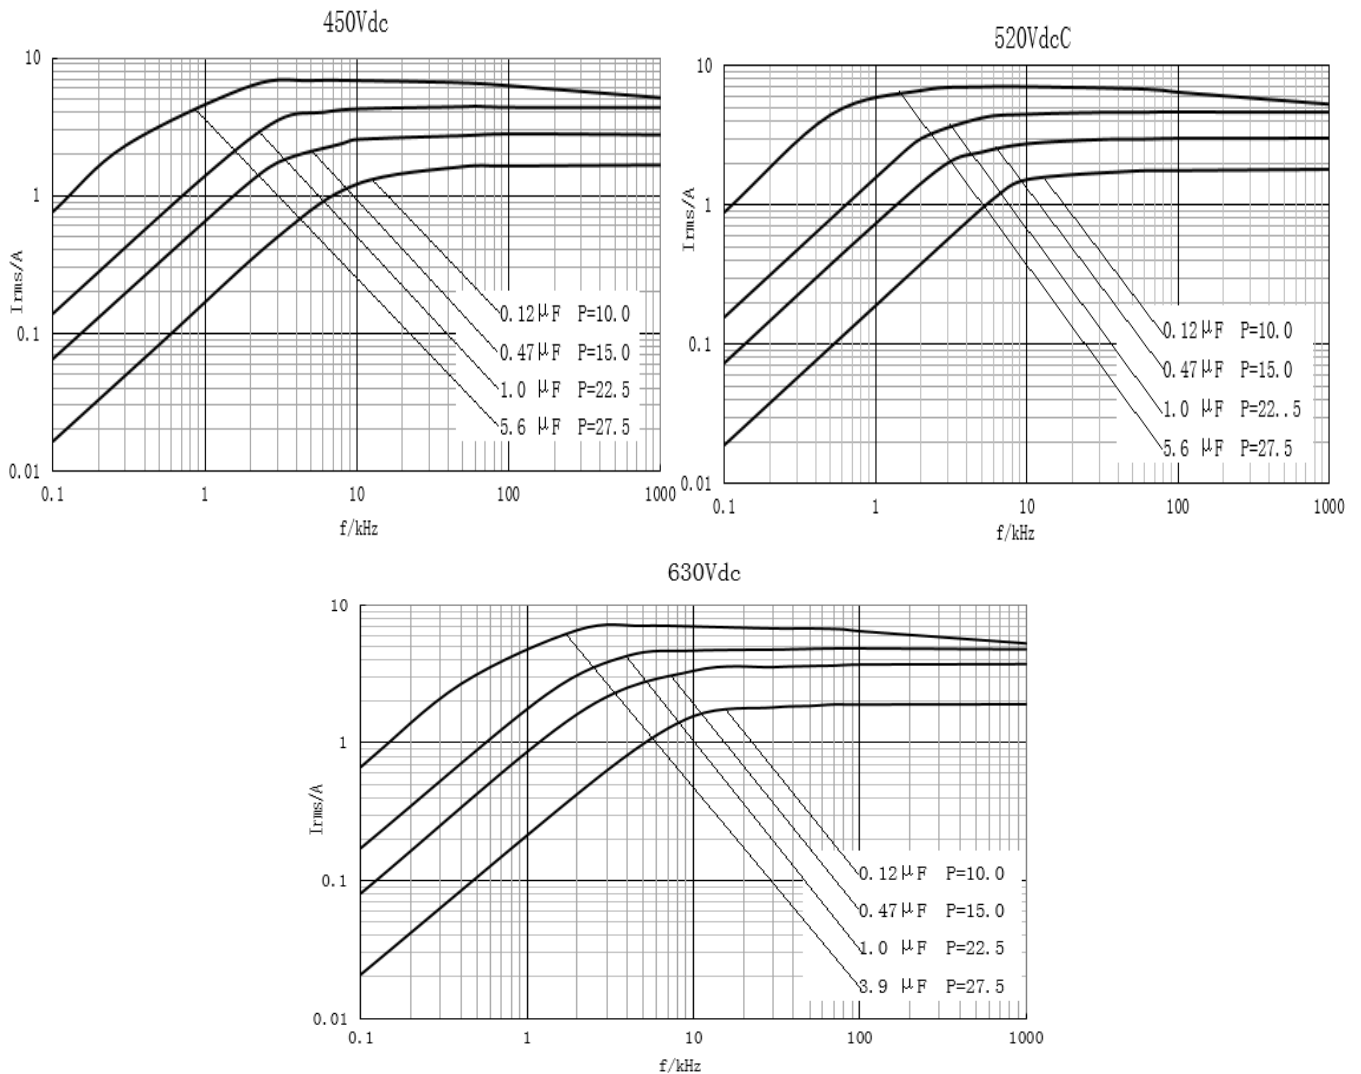 450Vdc
10
1
0.1
0.01
Irms/A
0.12μF P=10.0
0.47μF P=15.0
1.0 μF P=22.5
5.6 μF P=27.5
0.1 1 10 100 1000
f/kHz
520VdcC
10
1
0.1
0.01
Irms/A
0.12μF P=10.0
0.47μF P=15.0
1.0 μF P=22..5
5.6 μF P=27.5
0.1 1 10 100 1000
f/kHz
630Vdc
10
1
0.1
0.01
Irms/A
0.12μF P=10.0
0.47μF P=15.0
1.0 μF P=22.5
3.9 μF P=27.5
0.1 1 10 100 1000
f/kHz